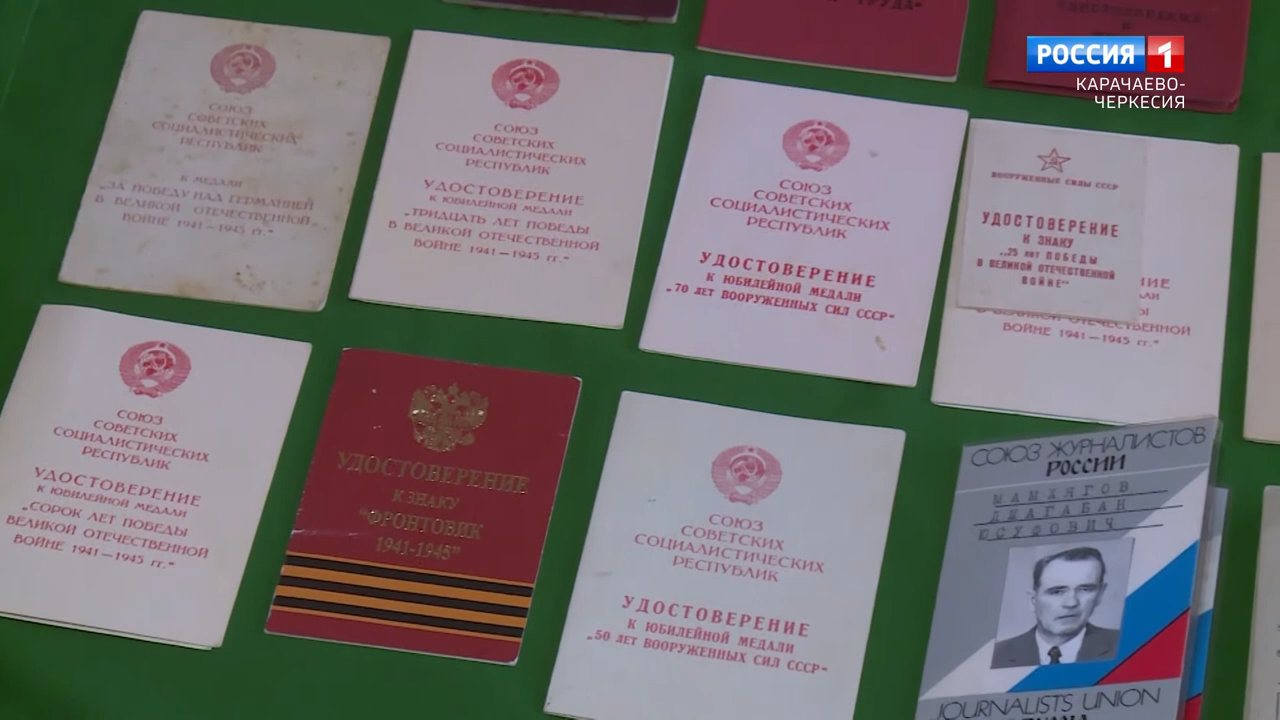 ТРУДА"
РОССИЯ 1
КАРАЧАЕВО-
ЧЕРКЕСИЯ
СОЮЗ
СОВЕТСКИХ
СОЦИАЛИСТИЧЕСКИХ
РЕСПУБЛИК
К МЕДАЛИ
„ЗА ПОБЕДУ НАД ГЕРМАНИЕЙ
В ВЕЛИКОЙ ОТЕЧЕСТВЕННОЙ
ВОЙНЕ 1941—1945 гг."
СОЮЗ
СОВЕТСКИХ
СОЦИАЛИСТИЧЕСКИХ
РЕСПУБЛИК
УДОСТОВЕРЕНИЕ
К ЮБИЛЕЙНОЙ МЕДАЛИ
„ТРИДЦАТЬ ЛЕТ ПОБЕДЫ
В ВЕЛИКОЙ ОТЕЧЕСТВЕННОЙ
ВОЙНЕ 1941—1945 гг."
СОЮЗ
СОВЕТСКИХ
СОЦИАЛИСТИЧЕСКИХ
РЕСПУБЛИК
УДОСТОВЕРЕНИЕ
К ЮБИЛЕЙНОЙ МЕДАЛИ
„70 ЛЕТ ВООРУЖЕННЫХ СИЛ СССР"
ВООРУЖЕННЫЕ СИЛЫ СССР
УДОСТОВЕРЕНИЕ
К ЗНАКУ
„25 лет ПОБЕДЫ
В ВЕЛИКОЙ ОТЕЧЕСТВЕННОЙ
ВОЙНЕ"
ОТЕЧЕСТВЕННОЙ
ВОЙНЕ 1941—1945 гг."
СОЮЗ
СОВЕТСКИХ
СОЦИАЛИСТИЧЕСКИХ
РЕСПУБЛИК
УДОСТОВЕРЕНИЕ
К ЮБИЛЕЙНОЙ МЕДАЛИ
„СОРОК ЛЕТ ПОБЕДЫ
В ВЕЛИКОЙ ОТЕЧЕСТВЕННОЙ
ВОЙНЕ 1941—1945 гг."
УДОСТОВЕРЕНИЕ
К ЗНАКУ
"ФРОНТОВИК
1941-1945"
СОЮЗ
СОВЕТСКИХ
СОЦИАЛИСТИЧЕСКИХ
РЕСПУБЛИК
УДОСТОВЕРЕНИЕ
К ЮБИЛЕЙНОЙ МЕДАЛИ
„50 ЛЕТ ВООРУЖЕННЫХ СИЛ СССР"
СОЮЗ ЖУРНАЛИСТОВ
РОССИИ
МАМХЯГОВ
ДЖАГАБАН
ЮСУФОВИЧ
JOURNALISTS UNION